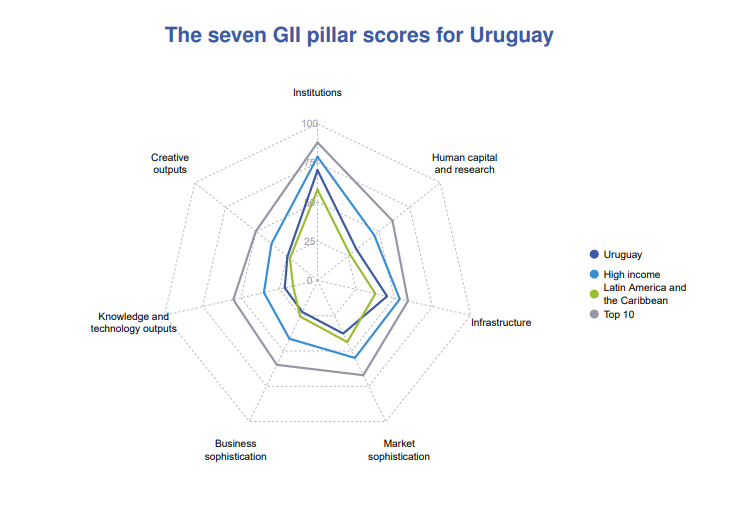 The seven GII pillar scores for Uruguay
Institutions
100
75
50
25
0
Creative
outputs
Human capital
and research
Knowledge and
technology outputs
Infrastructure
Business
sophistication
Market
sophistication
Uruguay
High income
Latin America and
the Caribbean
Top 10